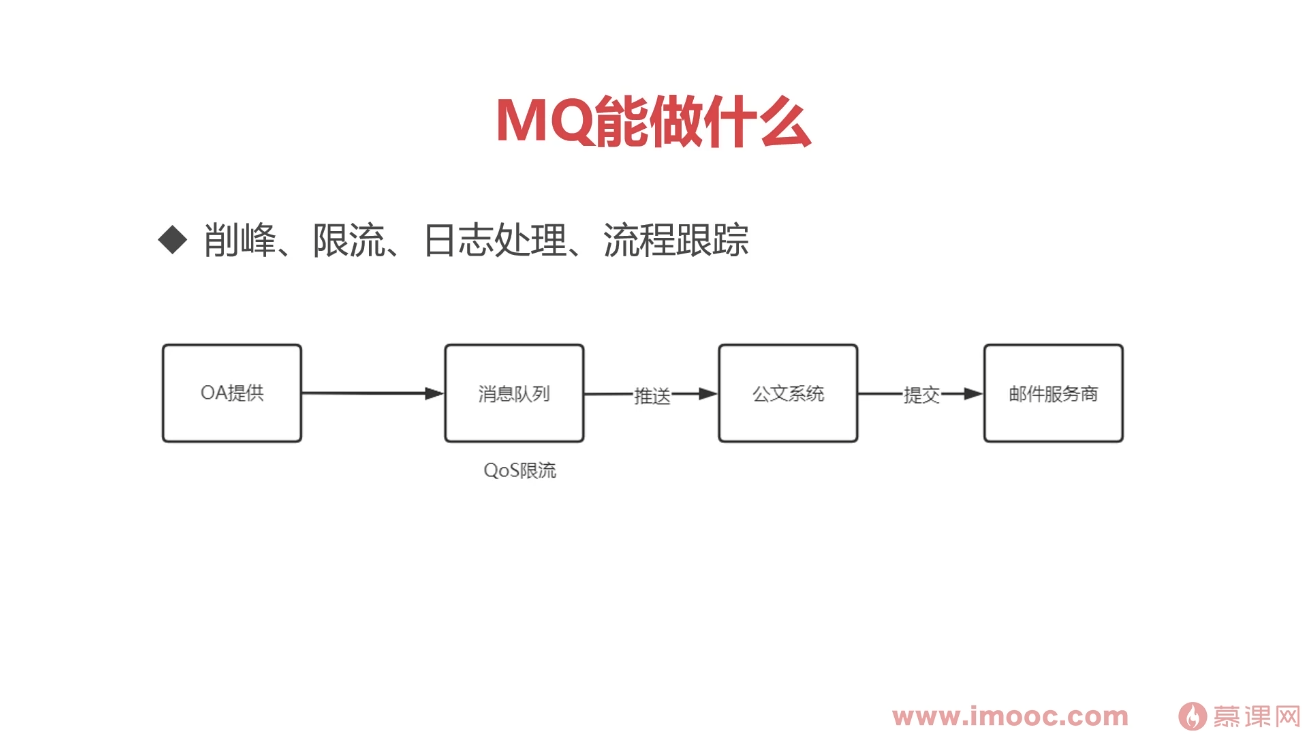 MQ能做什么
◆ 削峰、限流、日志处理、流程跟踪
OA提供
消息队列
推送
公文系统
提交
邮件服务商
QoS限流
www.imooc.com
慕课网